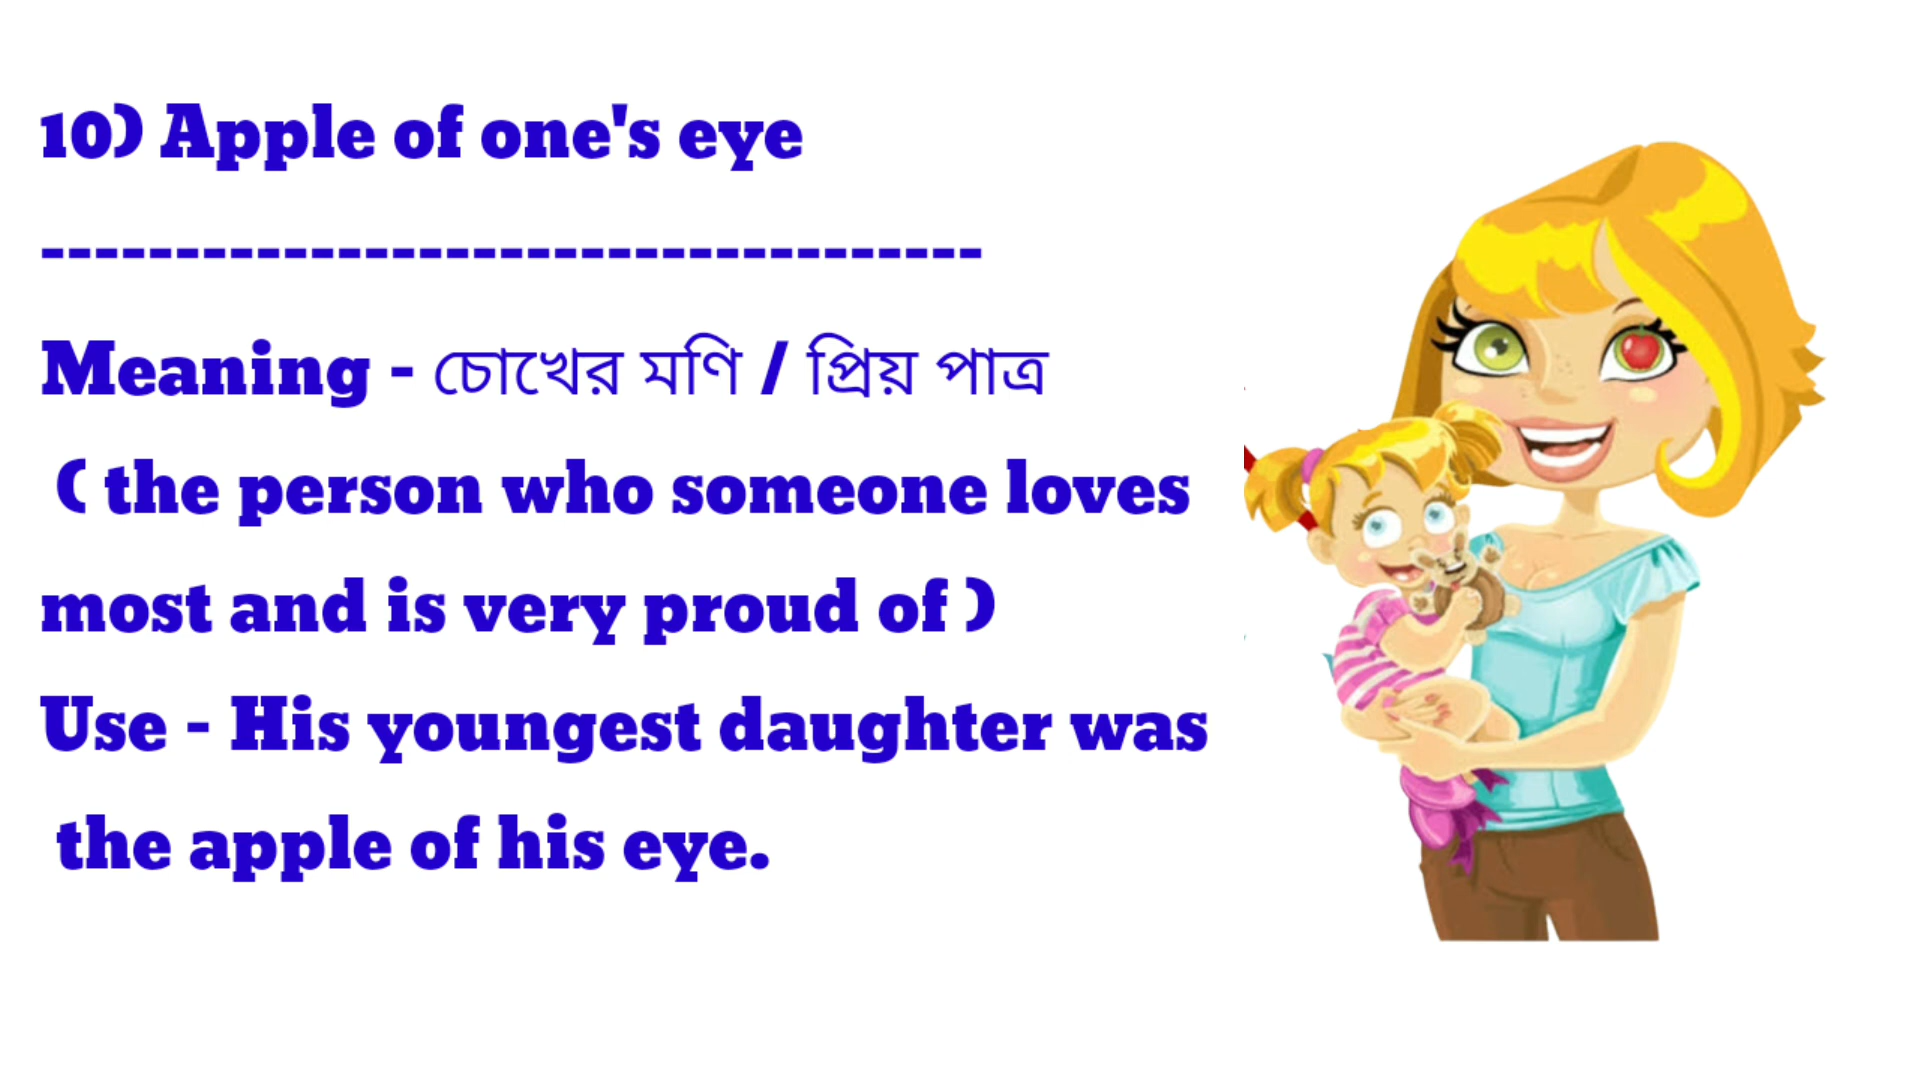 10) Apple of one's eye
-----------------------------------
Meaning - চোখের মণি / প্রিয় পাত্র
( the person who someone loves
most and is very proud of )
Use - His youngest daughter was
the apple of his eye.